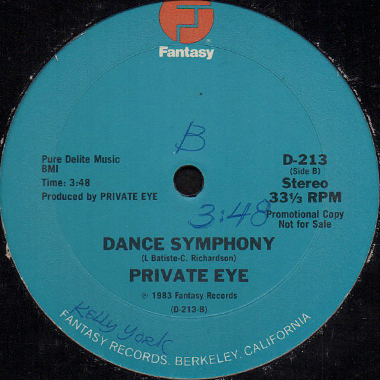 Fantasy
B
Pure Delite Music
BMI
Time: 3:48
Produced by PRIVATE EYE
D-213
(Side B)
Stereo
33⅓ RPM
Promotional Copy
Not for Sale
3:48
DANCE SYMPHONY
(L Batiste-C. Richardson)
PRIVATE EYE
℗ 1983 Fantasy Records
(D-213-B)
Kelly York
FANTASY RECORDS, BERKELEY, CALIFORNIA